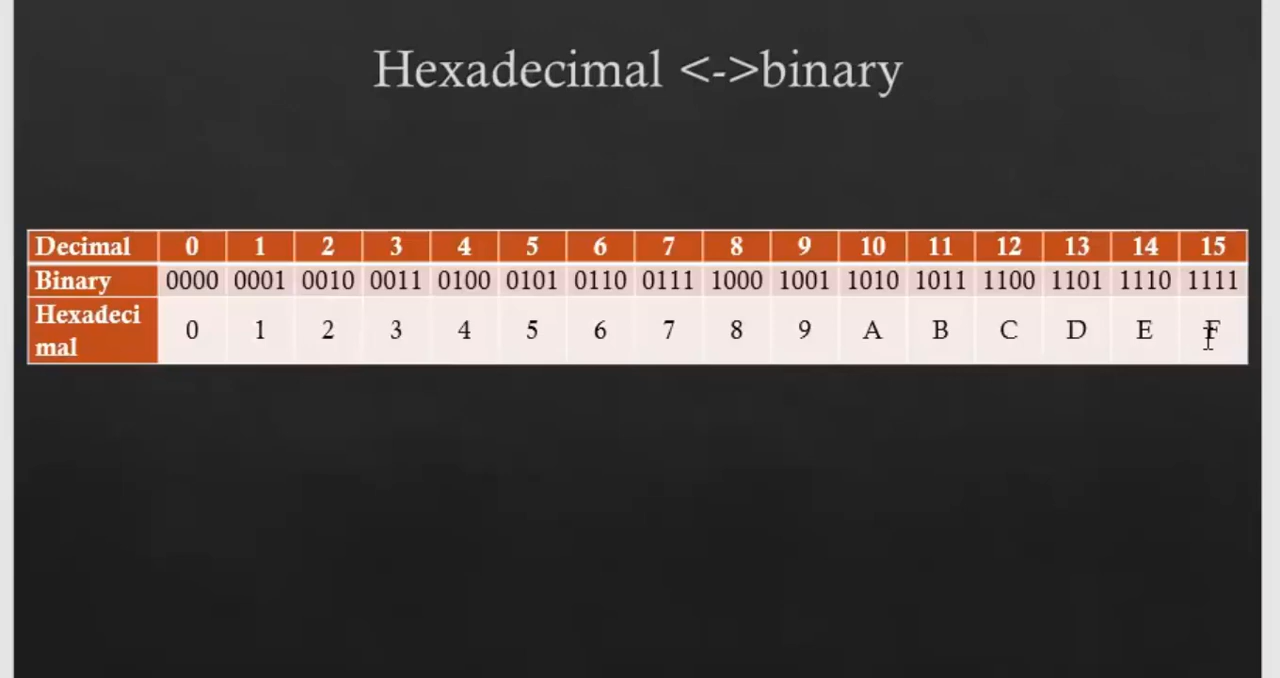 Hexadecimal <->binary
Decimal 0 1 2 3 4 5 6 7 8 9 10 11 12 13 14 15
Binary 0000 0001 0010 0011 0100 0101 0110 0111 1000 1001 1010 1011 1100 1101 1110 1111
Hexadeci
mal 0 1 2 3 4 5 6 7 8 9 A B C D E F